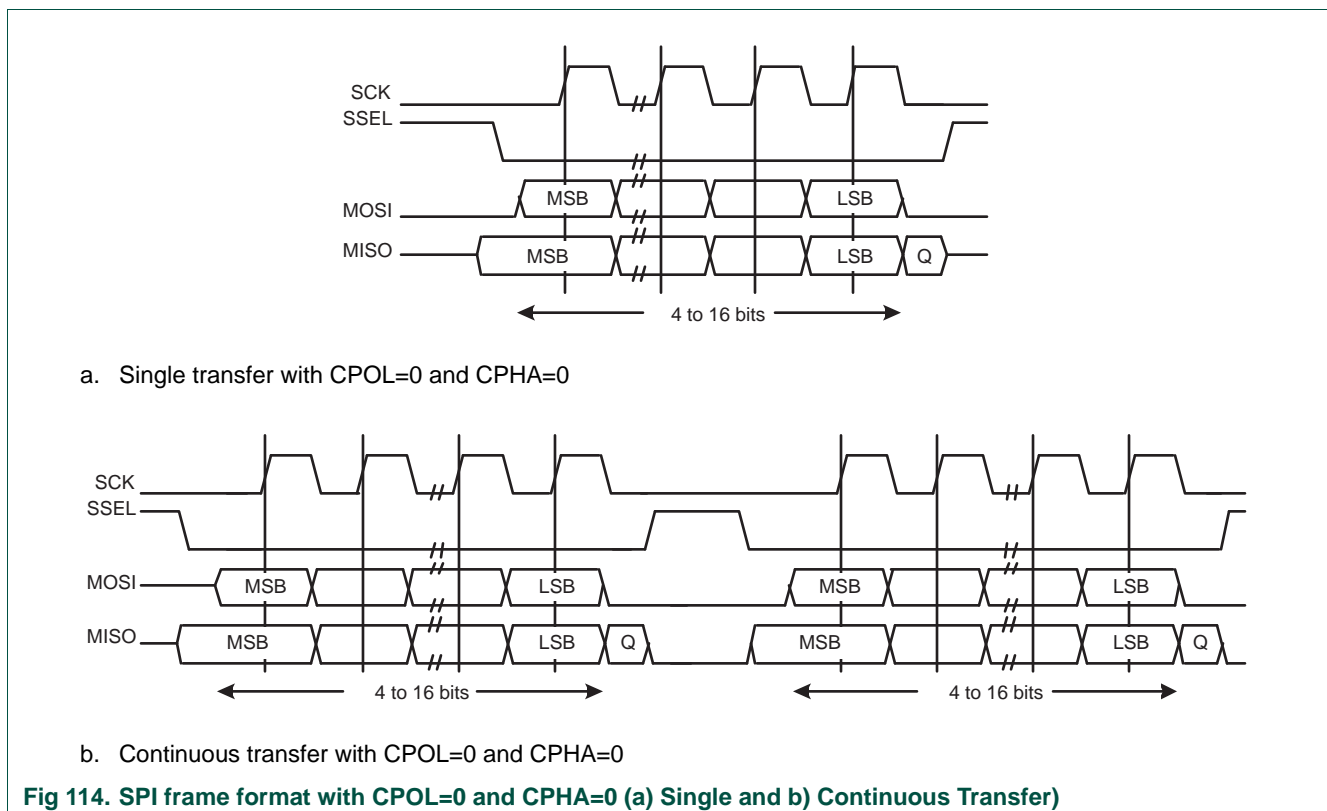 SCK
SSEL
MOSI
MSB
LSB
MISO
MSB
LSB
Q
4 to 16 bits
a. Single transfer with CPOL=0 and CPHA=0
SCK
SSEL
MOSI
MSB
LSB
MSB
LSB
MISO
MSB
LSB
Q
MSB
LSB
Q
4 to 16 bits
4 to 16 bits
b. Continuous transfer with CPOL=0 and CPHA=0
Fig 114. SPI frame format with CPOL=0 and CPHA=0 (a) Single and b) Continuous Transfer)